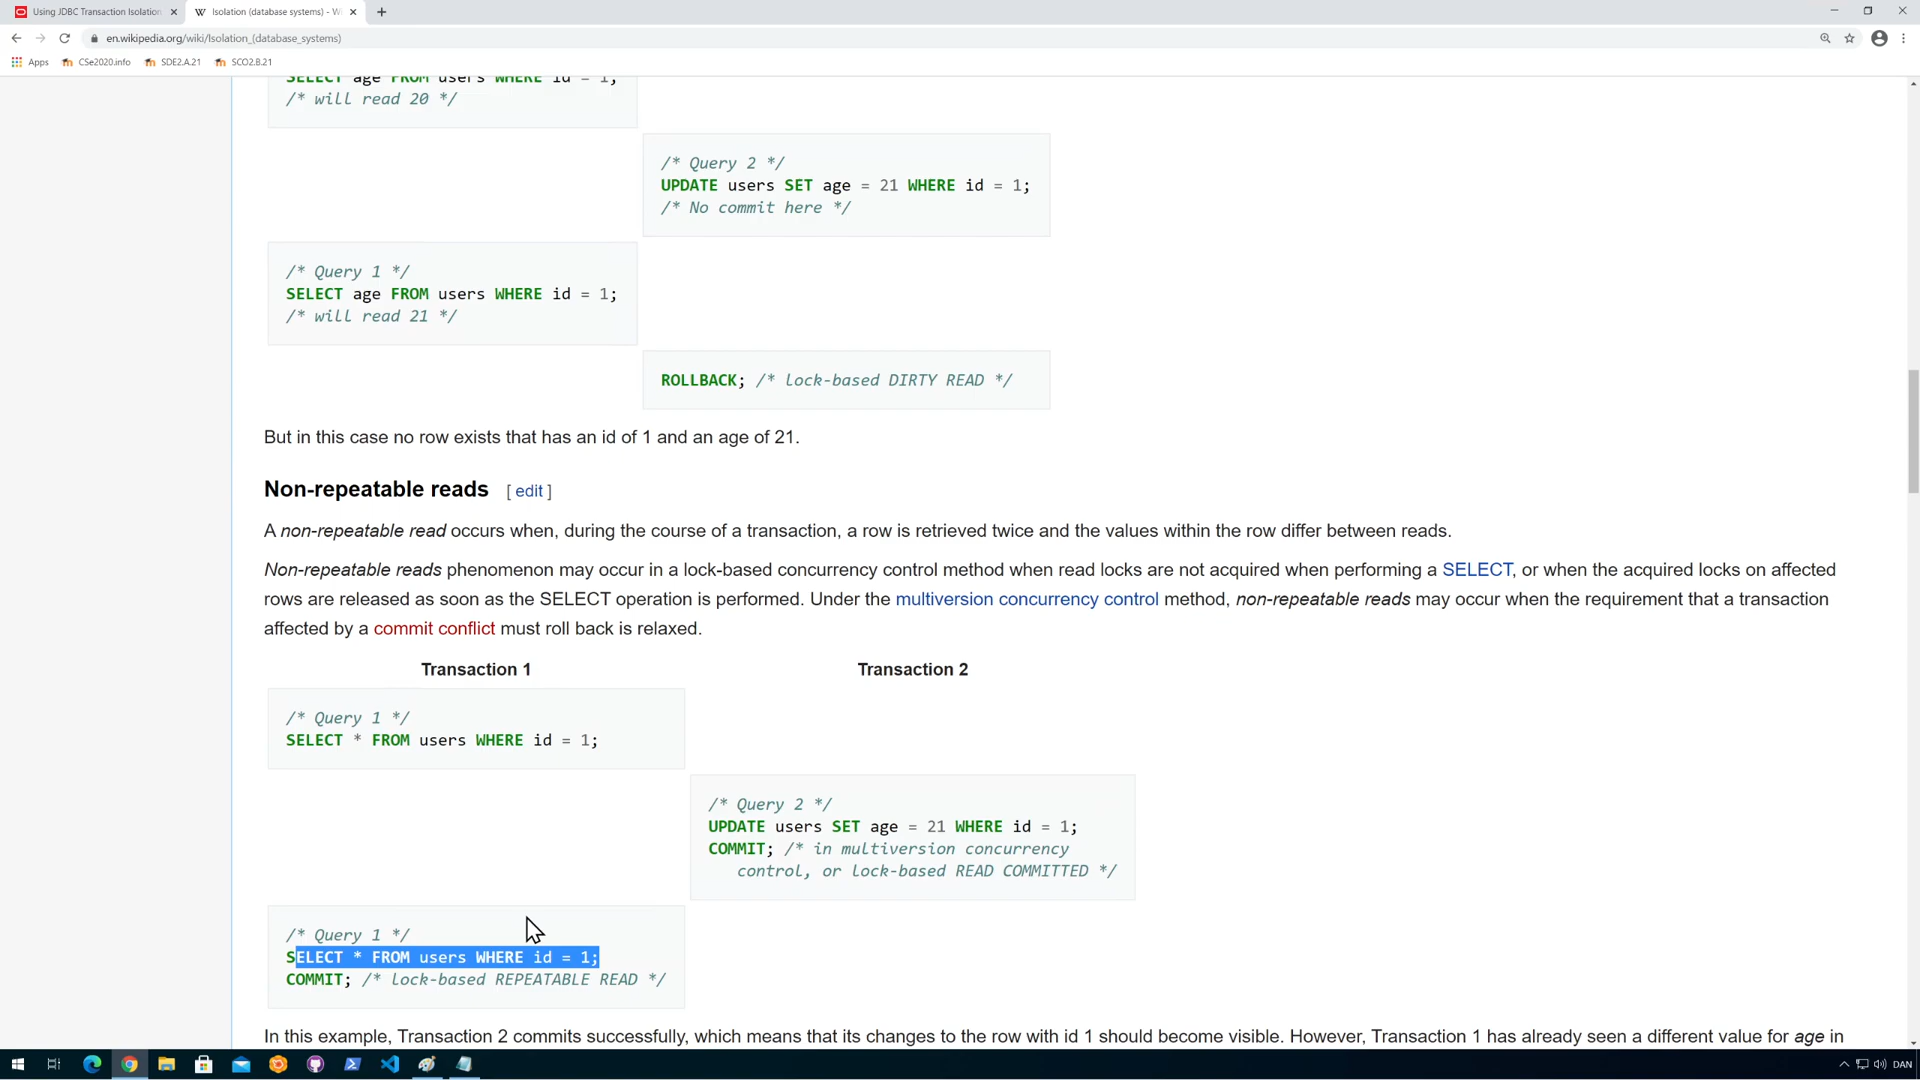 Using JDBC Transaction Isolation
Isolation (database systems) - Wi
en.wikipedia.org/wiki/Isolation_(database_systems)
Apps
CSe2020.info
SDE2.A.21
SCO2.B.21
SELECT age FROM users WHERE id = 1;
/* will read 20 */
/* Query 2 */
UPDATE users SET age = 21 WHERE id = 1;
/* No commit here */
/* Query 1 */
SELECT age FROM users WHERE id = 1;
/* will read 21 */
ROLLBACK; /* lock-based DIRTY READ */
But in this case no row exists that has an id of 1 and an age of 21.
Non-repeatable reads [ edit ]
A non-repeatable read occurs when, during the course of a transaction, a row is retrieved twice and the values within the row differ between reads.
Non-repeatable reads phenomenon may occur in a lock-based concurrency control method when read locks are not acquired when performing a SELECT, or when the acquired locks on affected
rows are released as soon as the SELECT operation is performed. Under the multiversion concurrency control method, non-repeatable reads may occur when the requirement that a transaction
affected by a commit conflict must roll back is relaxed.
Transaction 1
Transaction 2
/* Query 1 */
SELECT * FROM users WHERE id = 1;
/* Query 2 */
UPDATE users SET age = 21 WHERE id = 1;
COMMIT; /* in multiversion concurrency
control, or lock-based READ COMMITTED */
/* Query 1 */
SELECT * FROM users WHERE id = 1;
COMMIT; /* lock-based REPEATABLE READ */
In this example, Transaction 2 commits successfully, which means that its changes to the row with id 1 should become visible. However, Transaction 1 has already seen a different value for age in
DAN